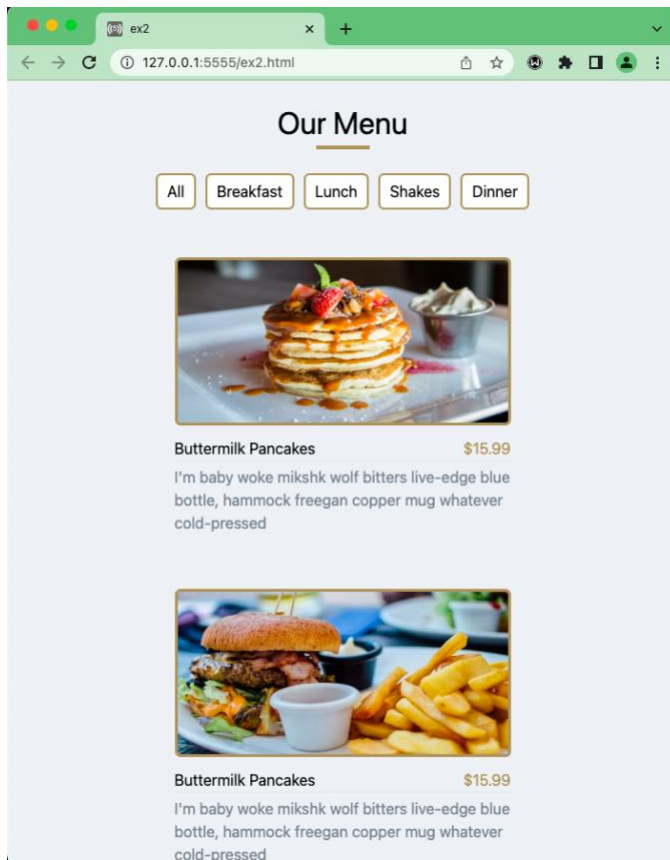 ex2
127.0.0.1:5555/ex2.html
Our Menu
All Breakfast Lunch Shakes Dinner
Buttermilk Pancakes $15.99
I'm baby woke mikshk wolf bitters live-edge blue
bottle, hammock freegan copper mug whatever
cold-pressed
Buttermilk Pancakes $15.99
I'm baby woke mikshk wolf bitters live-edge blue
bottle, hammock freegan copper mug whatever
cold-pressed